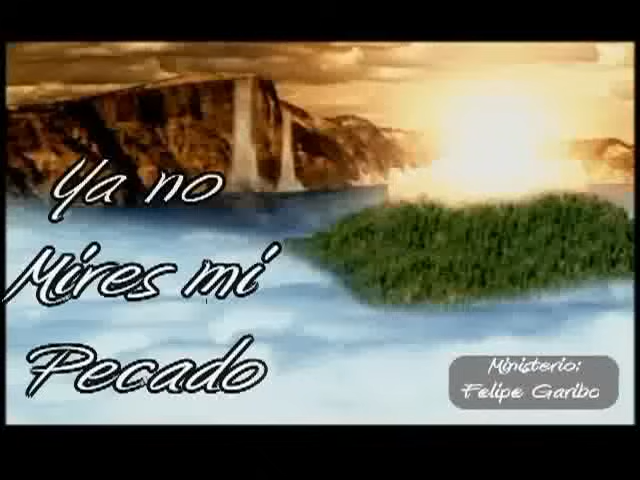 Ya no
Mires mi
Pecado
Ministerio:
Felipe Garibo